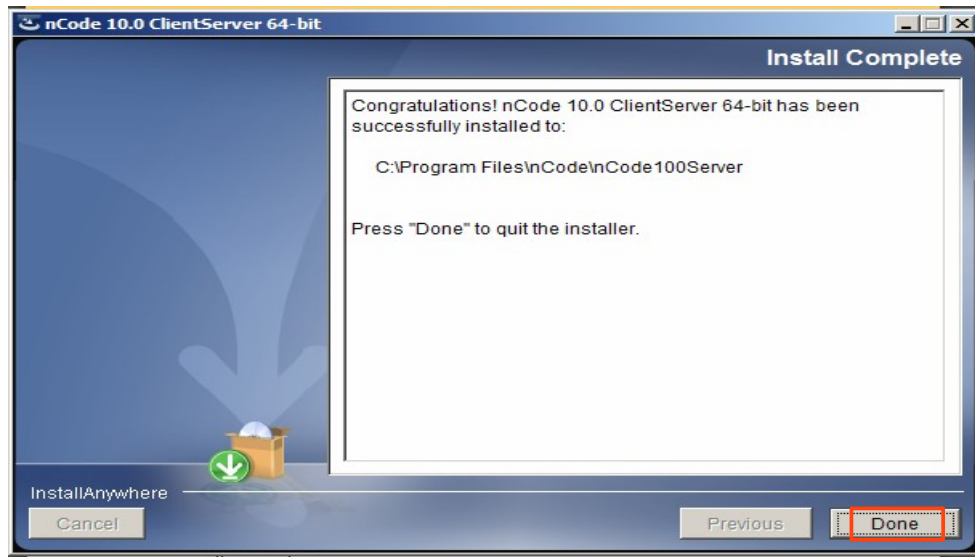 nCode 10.0 ClientServer 64-bit
Install Complete
Congratulations! nCode 10.0 ClientServer 64-bit has been
successfully installed to:
C:\Program Files\nCode\nCode100Server
Press "Done" to quit the installer.
InstallAnywhere
Cancel
Previous
Done